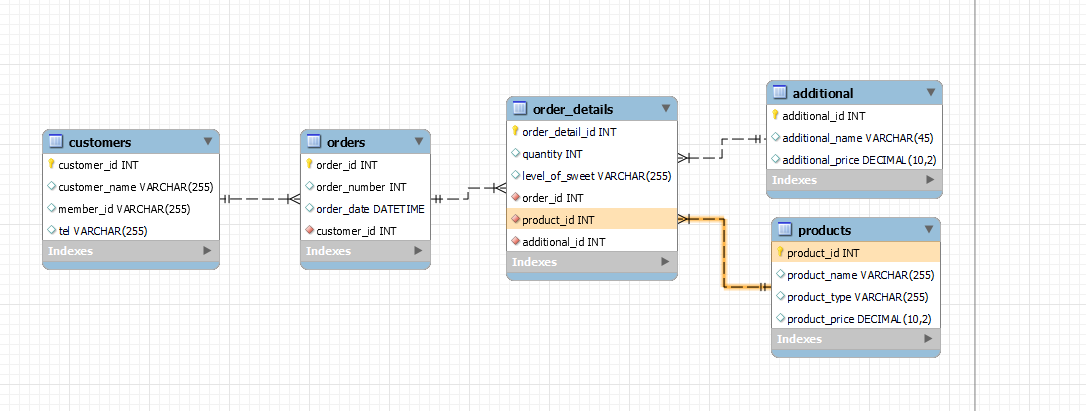 customers
customer_id INT
customer_name VARCHAR(255)
member_id VARCHAR(255)
tel VARCHAR(255)
Indexes
orders
order_id INT
order_number INT
order_date DATETIME
customer_id INT
Indexes
order_details
order_detail_id INT
quantity INT
level_of_sweet VARCHAR(255)
order_id INT
product_id INT
additional_id INT
Indexes
additional
additional_id INT
additional_name VARCHAR(45)
additional_price DECIMAL(10,2)
Indexes
products
product_id INT
product_name VARCHAR(255)
product_type VARCHAR(255)
product_price DECIMAL(10,2)
Indexes